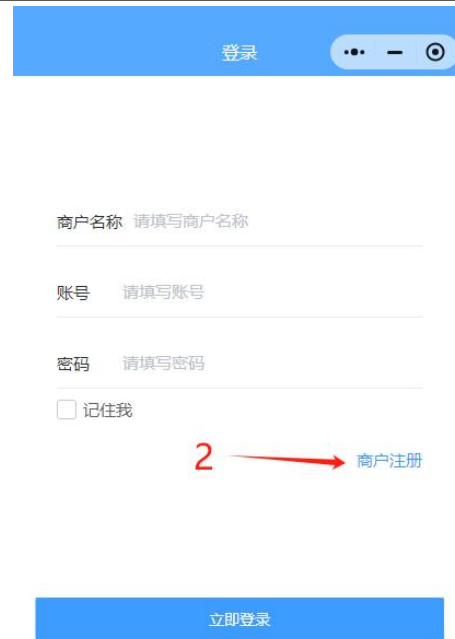 登录
商户名称 请填写商户名称
账号 请填写账号
密码 请填写密码
记住我
2 商户注册
立即登录